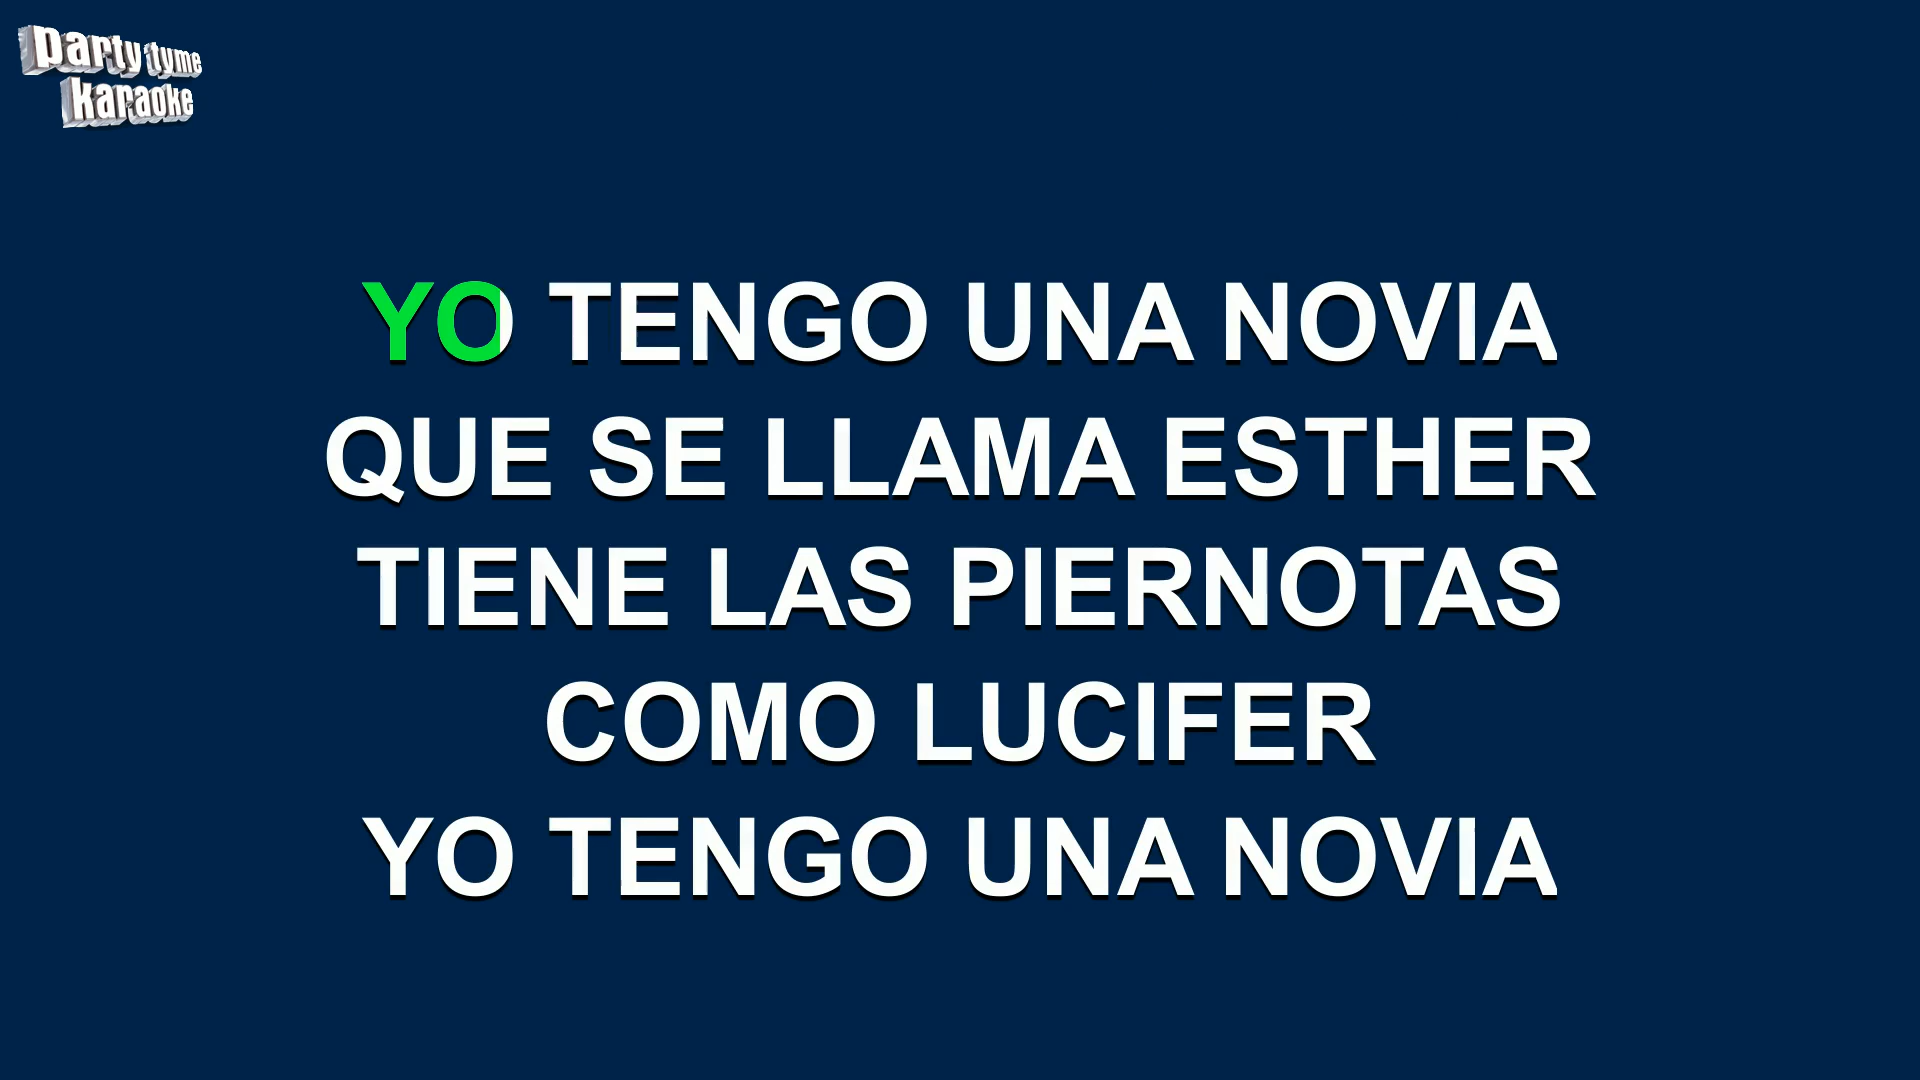 party tyme
karaoke
YO TENGO UNA NOVIA
QUE SE LLAMA ESTHER
TIENE LAS PIERNOTAS
COMO LUCIFER
YO TENGO UNA NOVIA